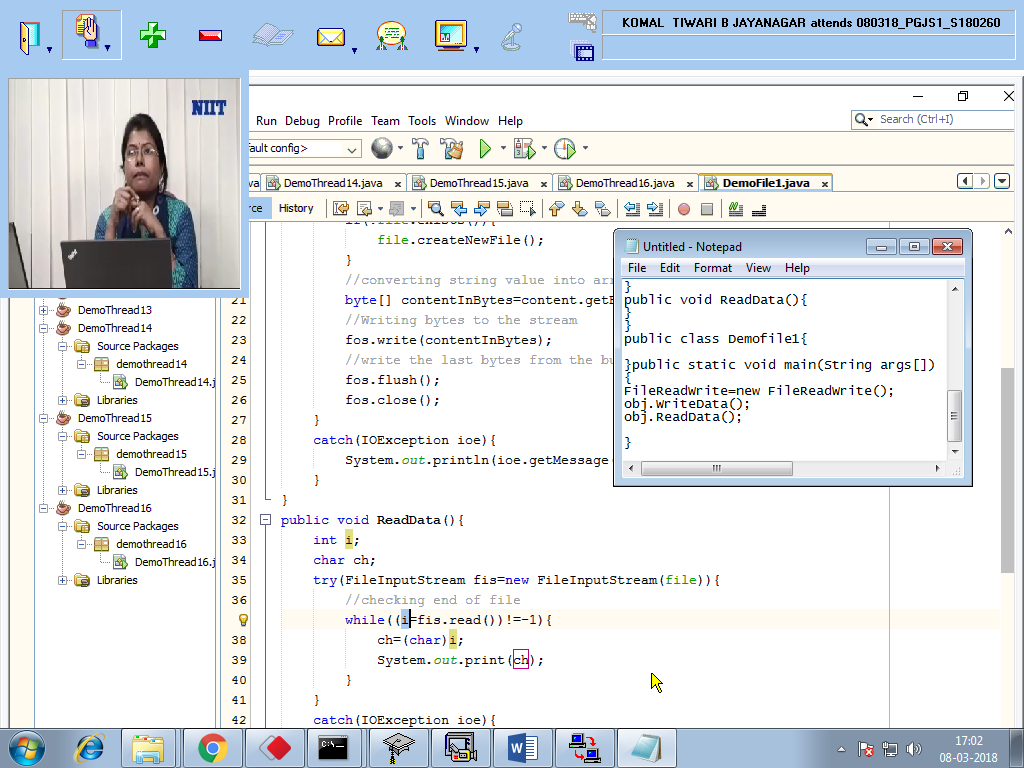 KOMAL TIWARI B JAYANAGAR attends 080318_PGJS1_S180260
NIIT
Run Debug Profile Team Tools Window Help
Search (Ctrl+I)
fault config>
DemoThread14.java
DemoThread15.java
DemoThread16.java
DemoFile1.java
History
file.createNewFile();
}
//converting string value into arr
21 byte[] contentInBytes=content.getB
22 //Writing bytes to the stream
23 fos.write(contentInBytes);
24 //write the last bytes from the bu
25 fos.flush();
26 fos.close();
27 }
28 catch(IOException ioe){
29 System.out.println(ioe.getMessage
30 }
31 }
32 public void ReadData(){
33 int i;
34 char ch;
35 try(FileInputStream fis=new FileInputStream(file)){
36 //checking end of file
while((i=fis.read())!=-1){
38 ch=(char)i;
39 System.out.print(ch);
40 }
41 }
42 catch(IOException ioe){
DemoThread13
DemoThread14
Source Packages
demothread14
DemoThread14.j
Libraries
DemoThread15
Source Packages
demothread15
DemoThread15.j
Libraries
DemoThread16
Source Packages
demothread16
DemoThread16.j
Libraries
Untitled - Notepad
File Edit Format View Help
}
public void ReadData(){
}
}
public class Demofile1{
}public static void main(String args[])
{
FileReadWrite=new FileReadWrite();
obj.WriteData();
obj.ReadData();
}
17:02
08-03-2018